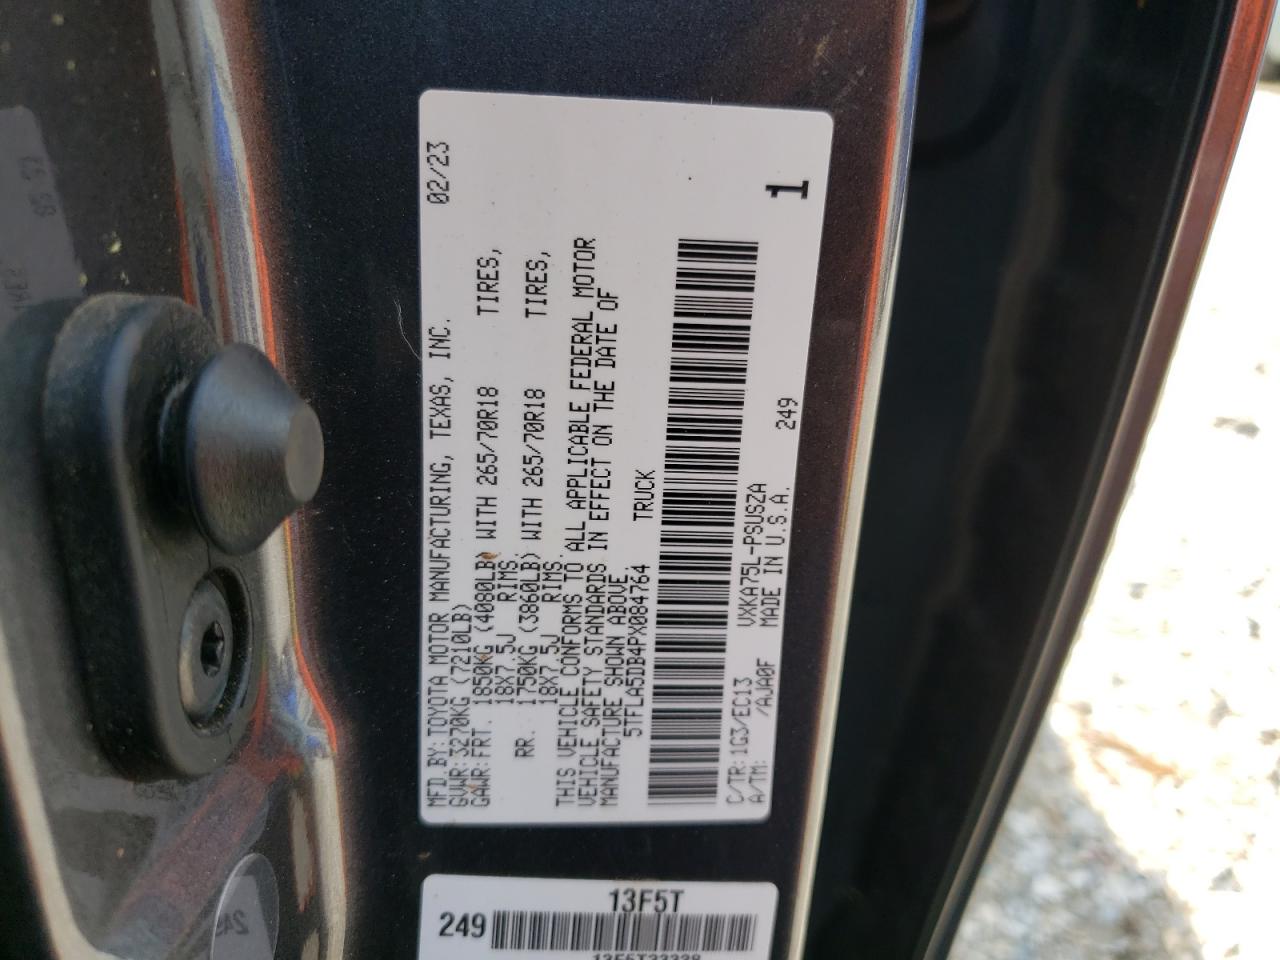 MFD.BY:TOYOTA MOTOR MANUFACTURING, TEXAS, INC. 02/23
GVWR:3270KG (7210LB)
GAWR:FRT. 1850KG (4080LB) WITH 265/70R18 TIRES,
18X7.5J RIMS.
RR. 1750KG (3860LB) WITH 265/70R18 TIRES,
18X7.5J RIMS.
THIS VEHICLE CONFORMS TO ALL APPLICABLE FEDERAL MOTOR
VEHICLE SAFETY STANDARDS IN EFFECT ON THE DATE OF
MANUFACTURE SHOWN ABOVE.
5TFLA5DB4PX084764 TRUCK
C/TR: 1G3/EC13 VXKA75L-PSUSZA
A/TM: /AJA0F MADE IN U.S.A. 249
1
13F5T
249
13F5T33338